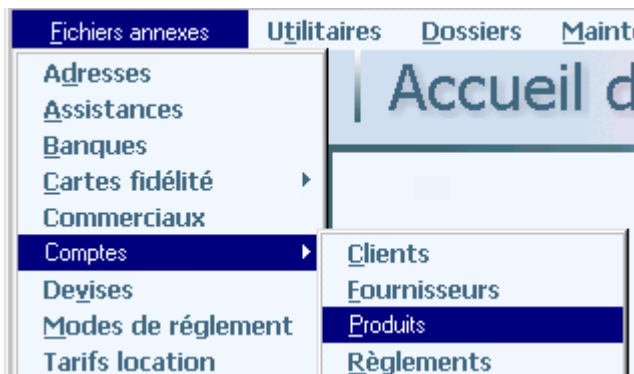 Fichiers annexes Utilitaires Dossiers Maint
Accueil d
Adresses
Assistances
Banques
Cartes fidélité
Commerciaux
Comptes
Devises
Modes de réglement
Tarifs location
Clients
Fournisseurs
Produits
Règlements